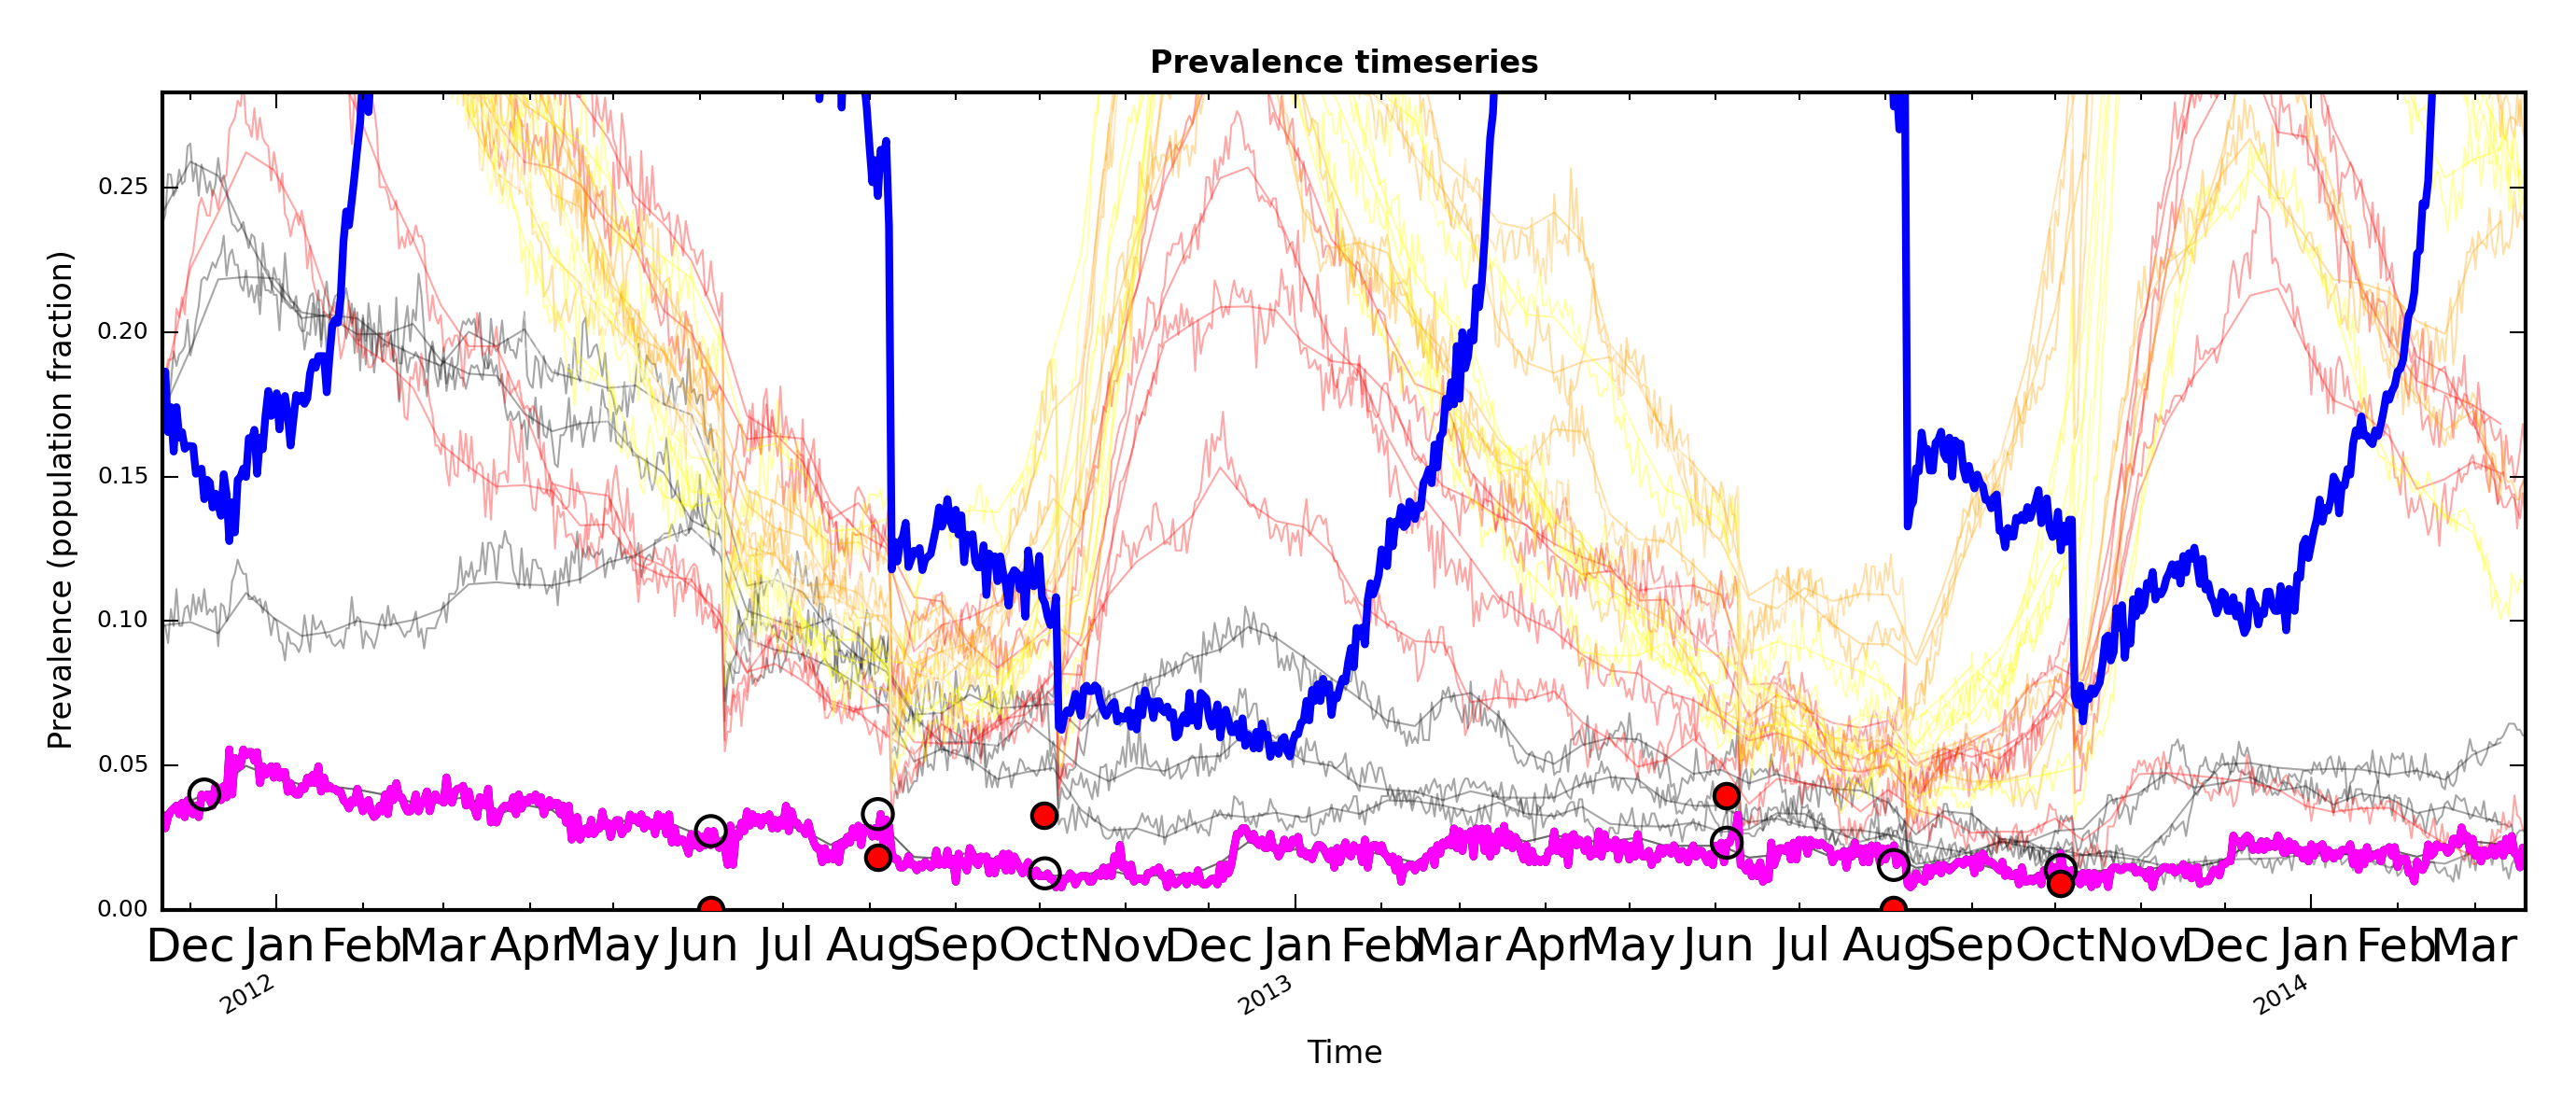 Prevalence timeseries
Prevalence (population fraction)
0.25
0.20
0.15
0.10
0.05
0.00
Dec Jan Feb Mar Apr May Jun Jul Aug Sep Oct Nov Dec Jan Feb Mar Apr May Jun Jul Aug Sep Oct Nov Dec Jan Feb Mar
2012 2013 2014
Time